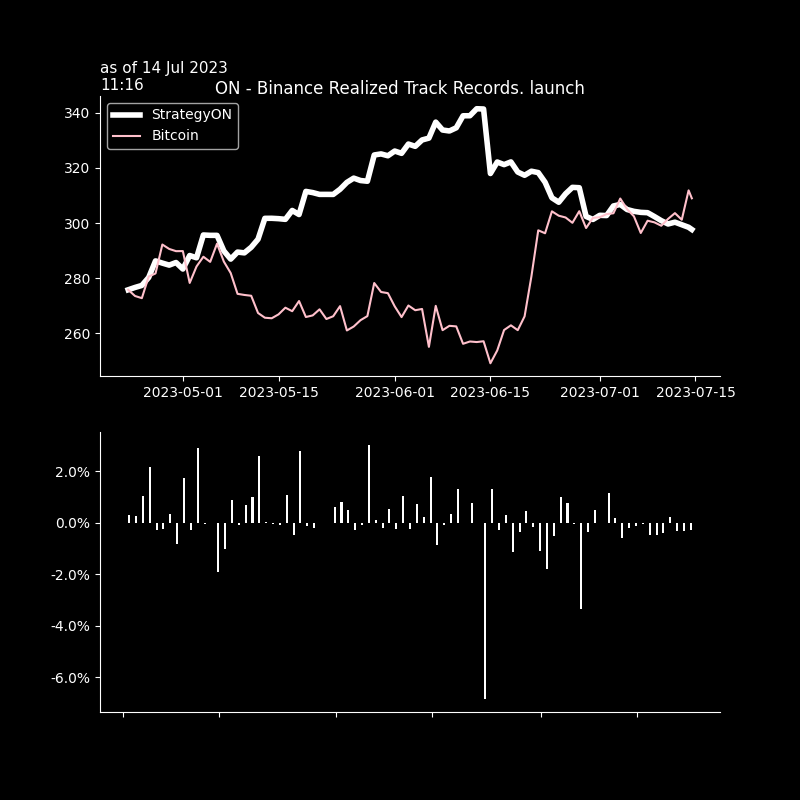 as of 14 Jul 2023
11:16
ON - Binance Realized Track Records. launch
StrategyON
Bitcoin
340
320
300
280
260
2023-05-01 2023-05-15 2023-06-01 2023-06-15 2023-07-01 2023-07-15
2.0%
0.0%
-2.0%
-4.0%
-6.0%